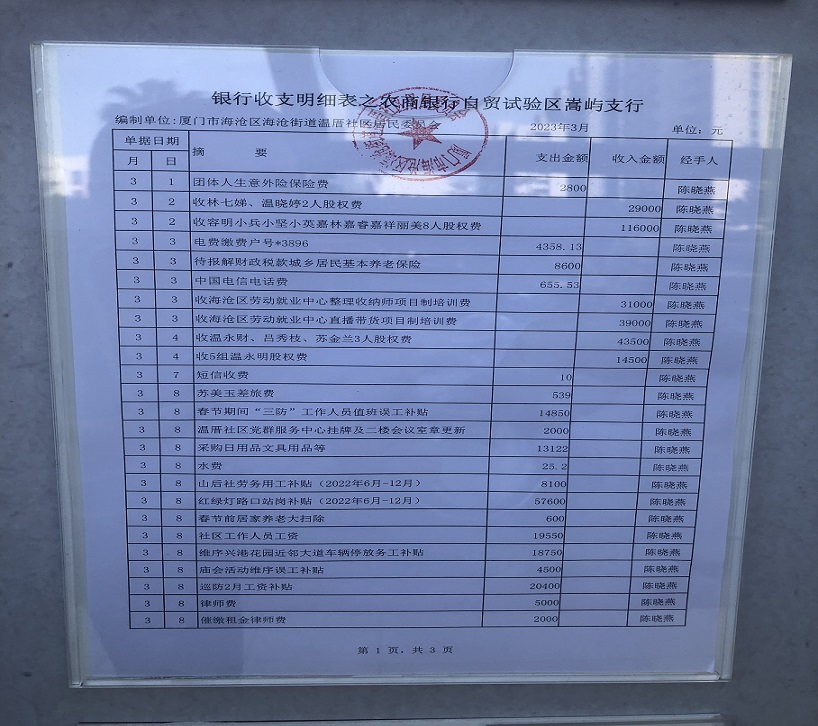 银行收支明细表之农商银行自贸试验区嵩屿支行
编制单位:厦门市海沧区海沧街道温厝社区居民委员会 2023年3月 单位:元
单据日期 摘要 支出金额 收入金额 经手人
月 日
3 1 团体人生意外险保险费 2800 陈晓燕
3 2 收林七娣、温晓婷2人股权费 29000 陈晓燕
3 2 收容明小兵小坚小英嘉林嘉睿嘉祥丽美8人股权费 116000 陈晓燕
3 3 电费缴费户号*3896 4358.13 陈晓燕
3 3 待报解财政税款城乡居民基本养老保险 8600 陈晓燕
3 3 中国电信电话费 655.53 陈晓燕
3 3 收海沧区劳动就业中心整理收纳师项目制培训费 31000 陈晓燕
3 3 收海沧区劳动就业中心直播带货项目制培训费 39000 陈晓燕
3 4 收温永财、吕秀枝、苏金兰3人股权费 43500 陈晓燕
3 4 收5组温永明股权费 14500 陈晓燕
3 7 短信收费 10 陈晓燕
3 8 苏美玉差旅费 539 陈晓燕
3 8 春节期间“三防”工作人员值班误工补贴 14850 陈晓燕
3 8 温厝社区党群服务中心挂牌及二楼会议室章更新 2000 陈晓燕
3 8 采购日用品文具用品等 13122 陈晓燕
3 8 水费 25.2 陈晓燕
3 8 山后社劳务用工补贴(2022年6月-12月) 8100 陈晓燕
3 8 红绿灯路口站岗补贴(2022年6月-12月) 57600 陈晓燕
3 8 春节前居家养老大扫除 600 陈晓燕
3 8 社区工作人员工资 19550 陈晓燕
3 8 维序兴港花园近邻大道车辆停放务工补贴 18750 陈晓燕
3 8 庙会活动维序误工补贴 4500 陈晓燕
3 8 巡防2月工资补贴 20400 陈晓燕
3 8 律师费 5000 陈晓燕
3 8 催缴租金律师费 2000 陈晓燕
第 1 页, 共 3 页